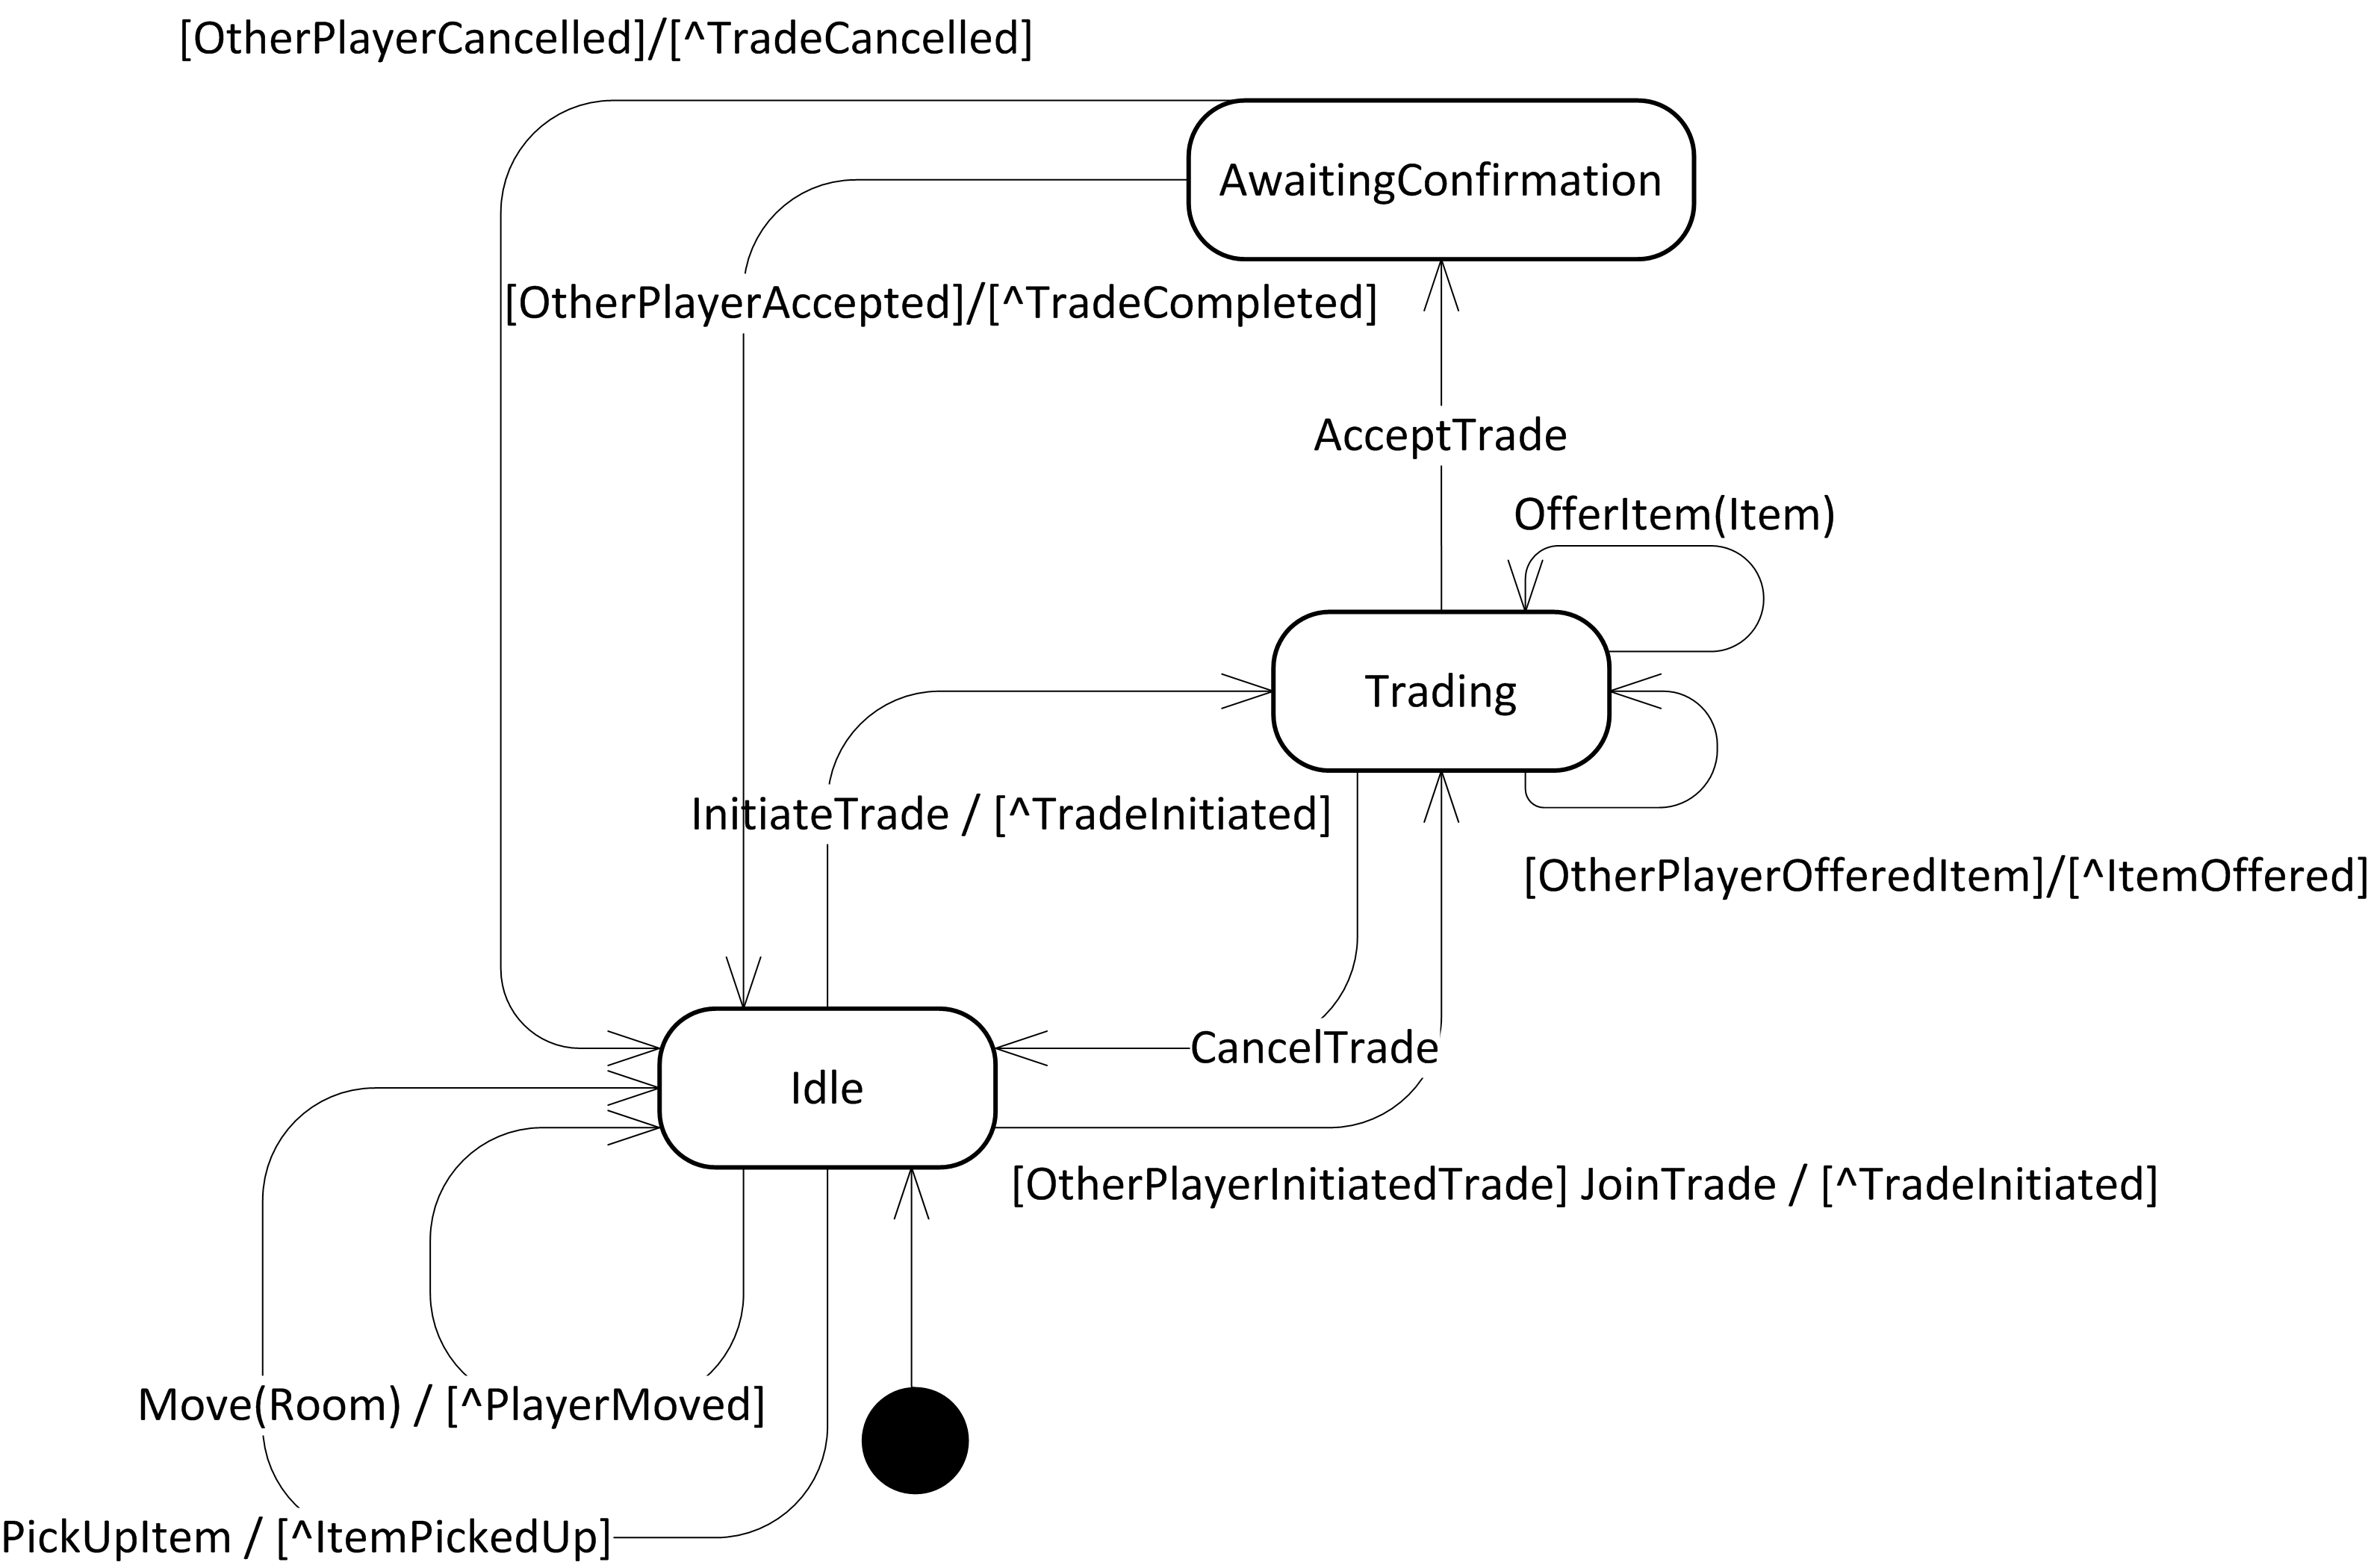 [OtherPlayerCancelled]/[^TradeCancelled]
AwaitingConfirmation
[OtherPlayerAccepted]/[^TradeCompleted]
AcceptTrade
OfferItem(Item)
Trading
InitiateTrade / [^TradeInitiated]
[OtherPlayerOfferedItem]/[^ItemOffered]
CancelTrade
Idle
[OtherPlayerInitiatedTrade] JoinTrade / [^TradeInitiated]
Move(Room) / [^PlayerMoved]
PickUpItem / [^ItemPickedUp]